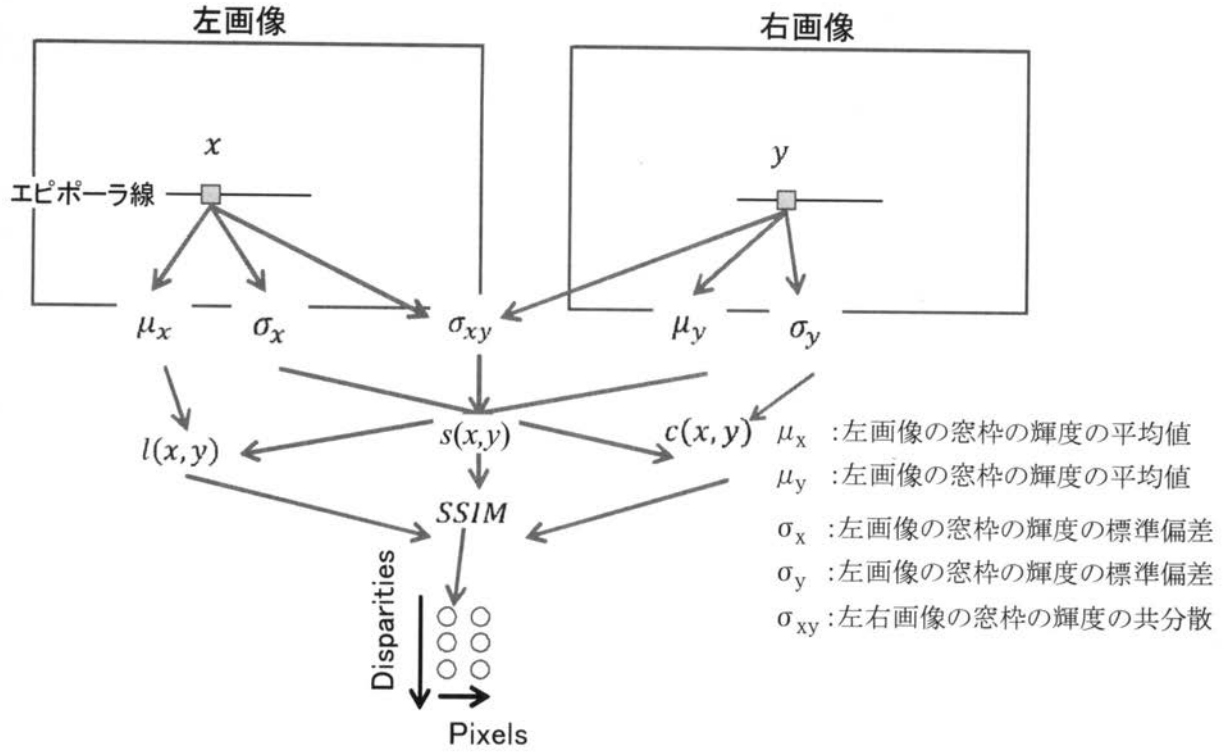 左画像
右画像
x
y
エピポーラ線
μx
σx
σxy
μy
σy
l(x,y)
s(x,y)
c(x,y)
SSIM
μx :左画像の窓枠の輝度の平均値
μy :左画像の窓枠の輝度の平均値
σx :左画像の窓枠の輝度の標準偏差
σy :左画像の窓枠の輝度の標準偏差
σxy :左右画像の窓枠の輝度の共分散
Disparities
Pixels